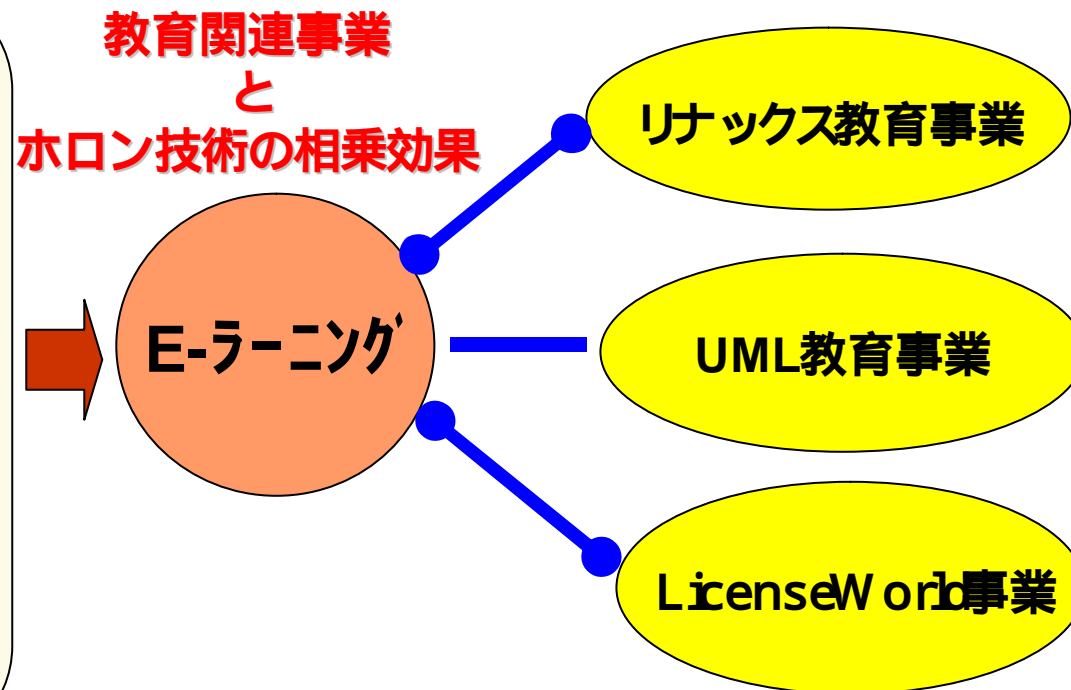 教育関連事業
と
ホロン技術の相乗効果
リナックス教育事業
E-ラーニング
UML教育事業
LicenseWorld事業